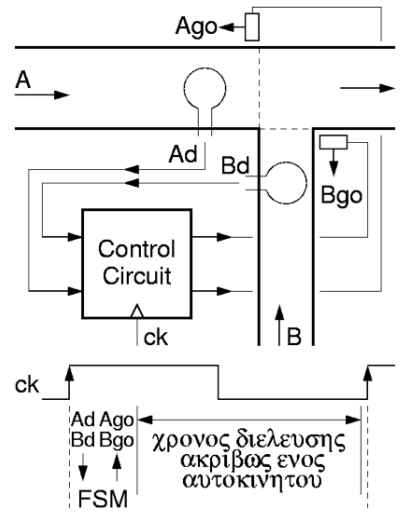 Ago
A
Ad
Bd
Bgo
Control
Circuit
ck
B
ck
Ad Ago
Bd Bgo
FSM
χρονος διελευσης
ακριβως ενος
αυτοκινητου